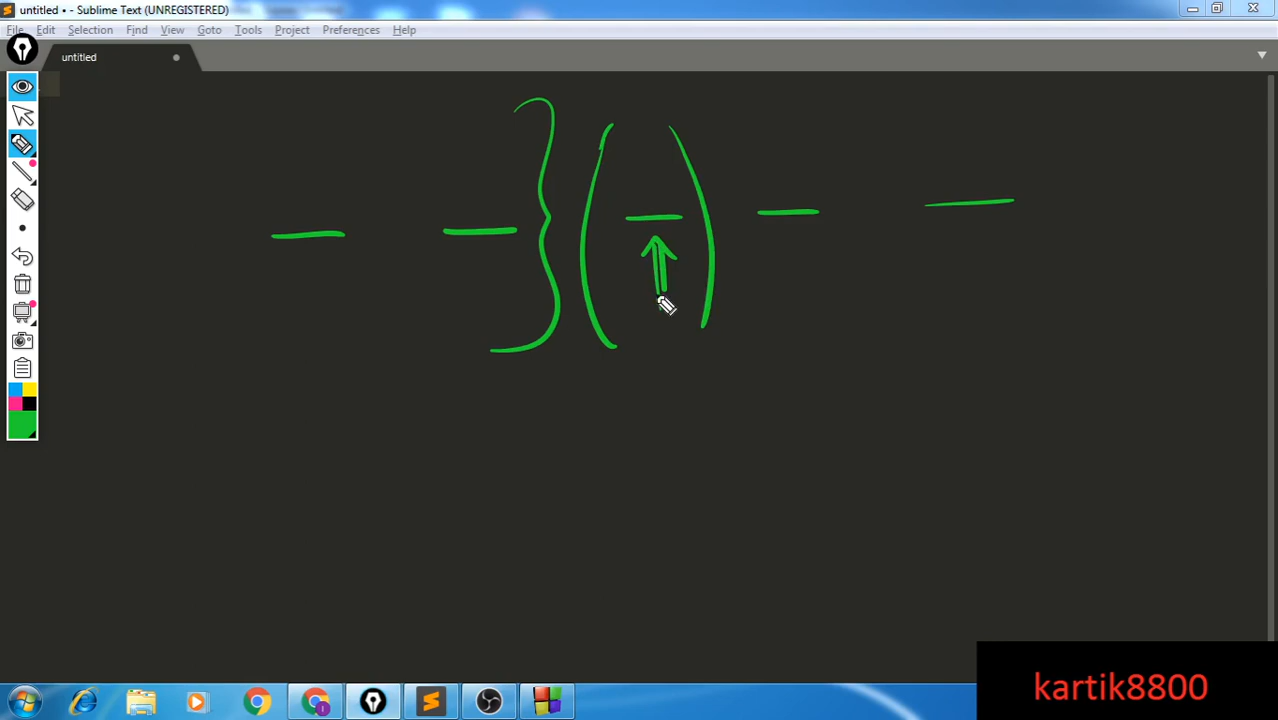 untitled • - Sublime Text (UNREGISTERED)
File Edit Selection Find View Goto Tools Project Preferences Help
untitled
kartik8800